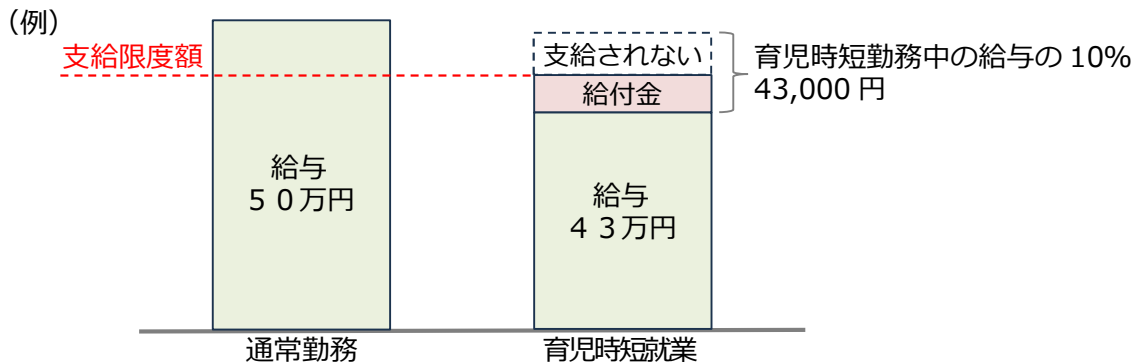 （例）
支給限度額
支給されない
給付金
育児時短勤務中の給与の 10%
43,000 円
給与
５０万円
給与
４３万円
通常勤務
育児時短就業